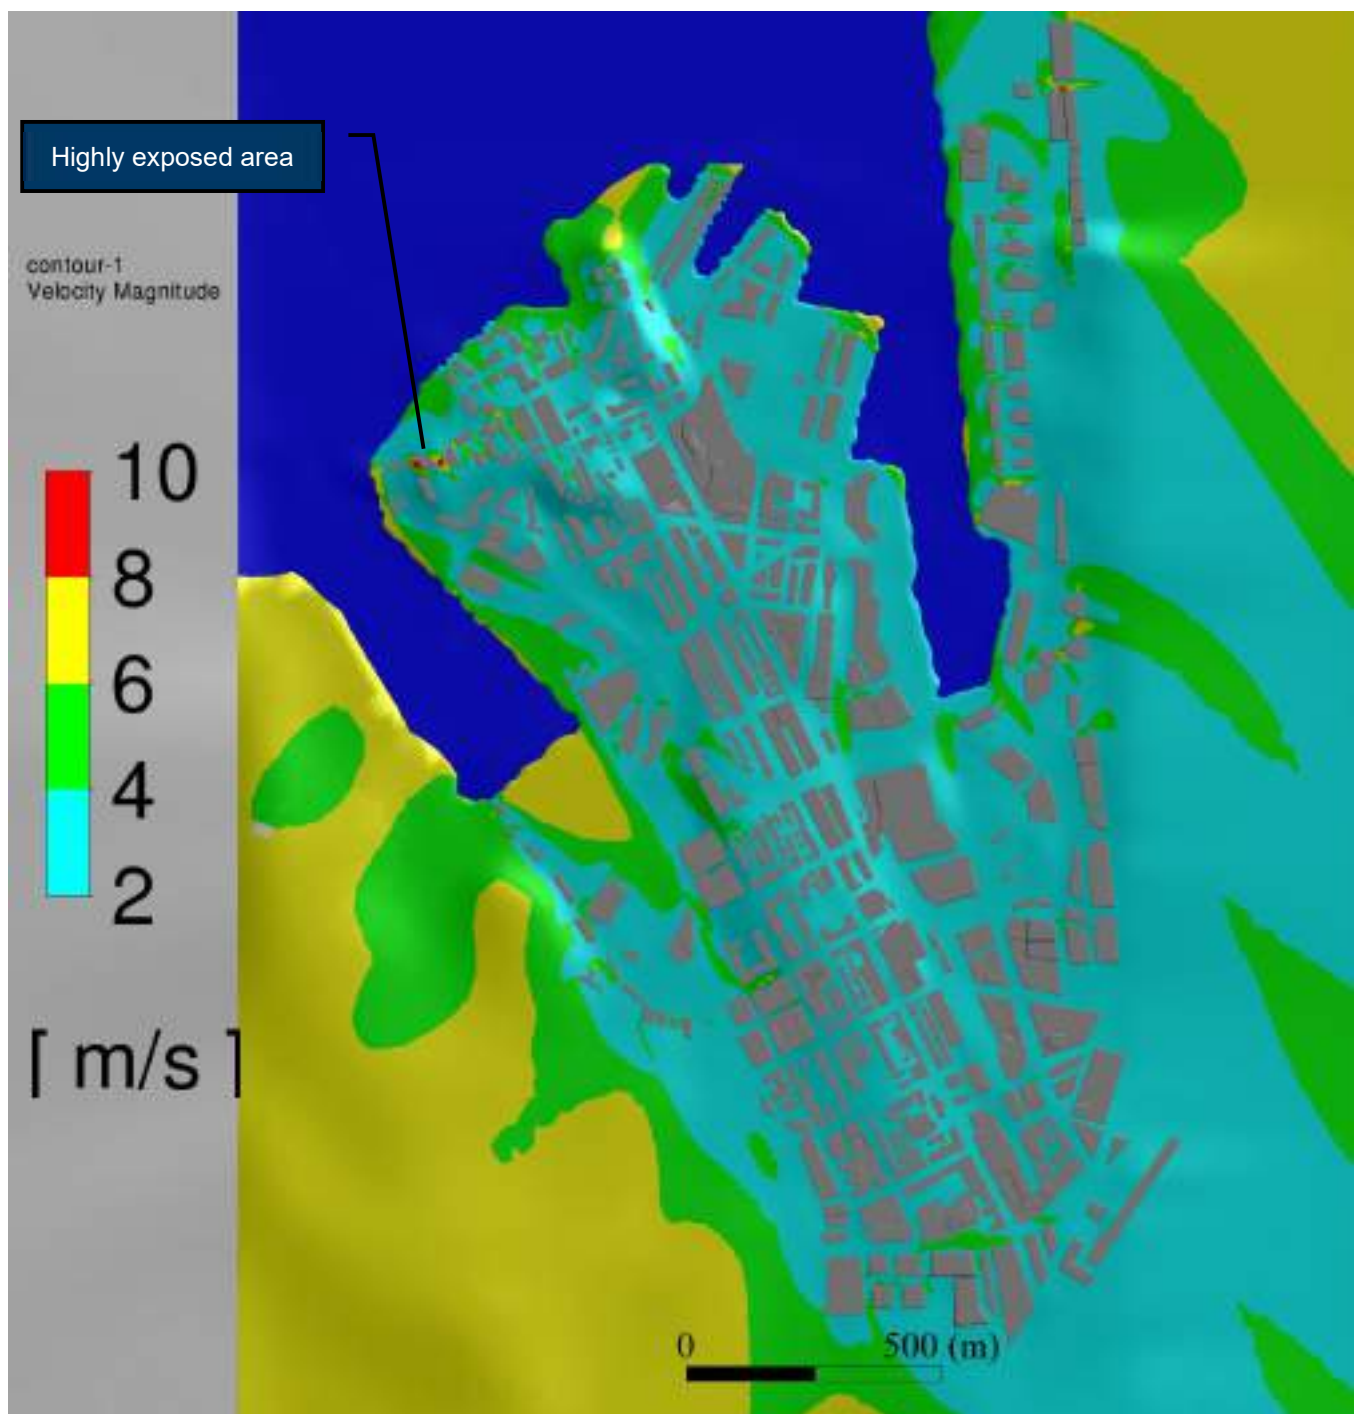 Highly exposed area
contour-1
Velocity Magnitude
10
8
6
4
2
[ m/s ]
0 500 (m)